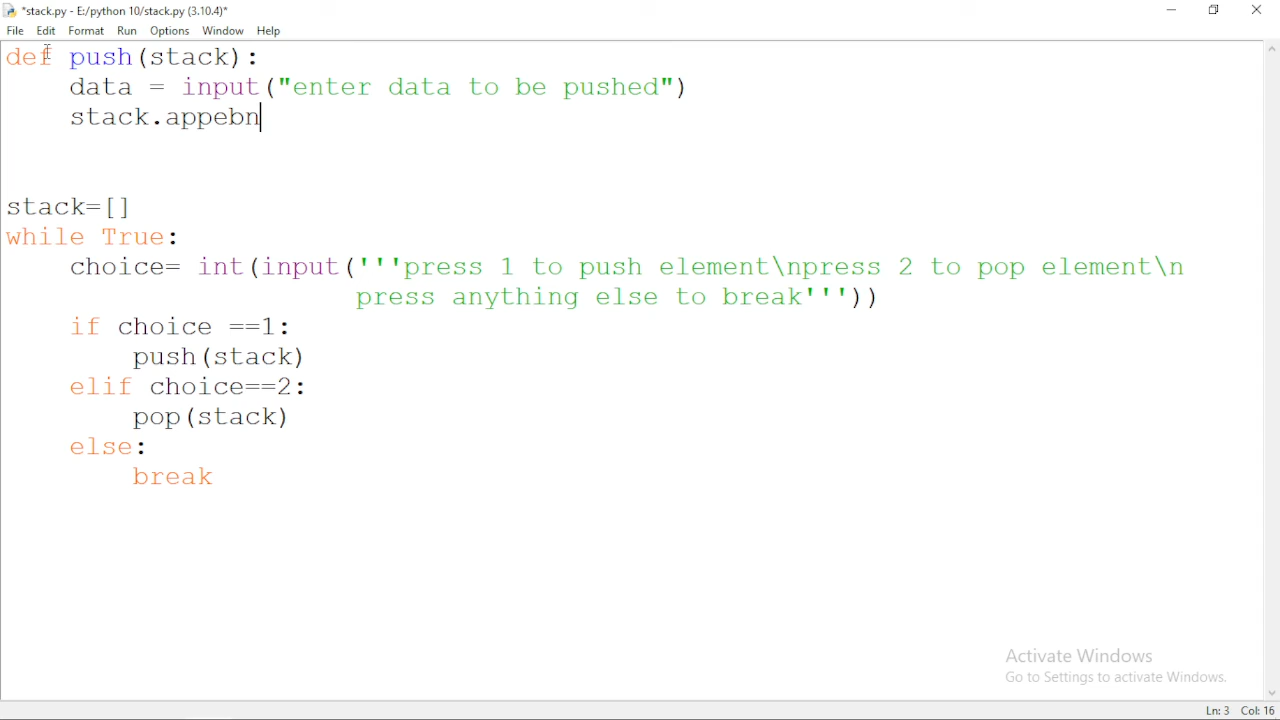 *stack.py - E:/python 10/stack.py (3.10.4)*
File Edit Format Run Options Window Help
def push(stack):
    data = input("enter data to be pushed")
    stack.appebn
stack=[]
while True:
    choice= int(input('''press 1 to push element\npress 2 to pop element\n
                      press anything else to break'''))
    if choice ==1:
        push(stack)
    elif choice==2:
        pop(stack)
    else:
        break
Activate Windows
Go to Settings to activate Windows.
Ln: 3 Col: 16